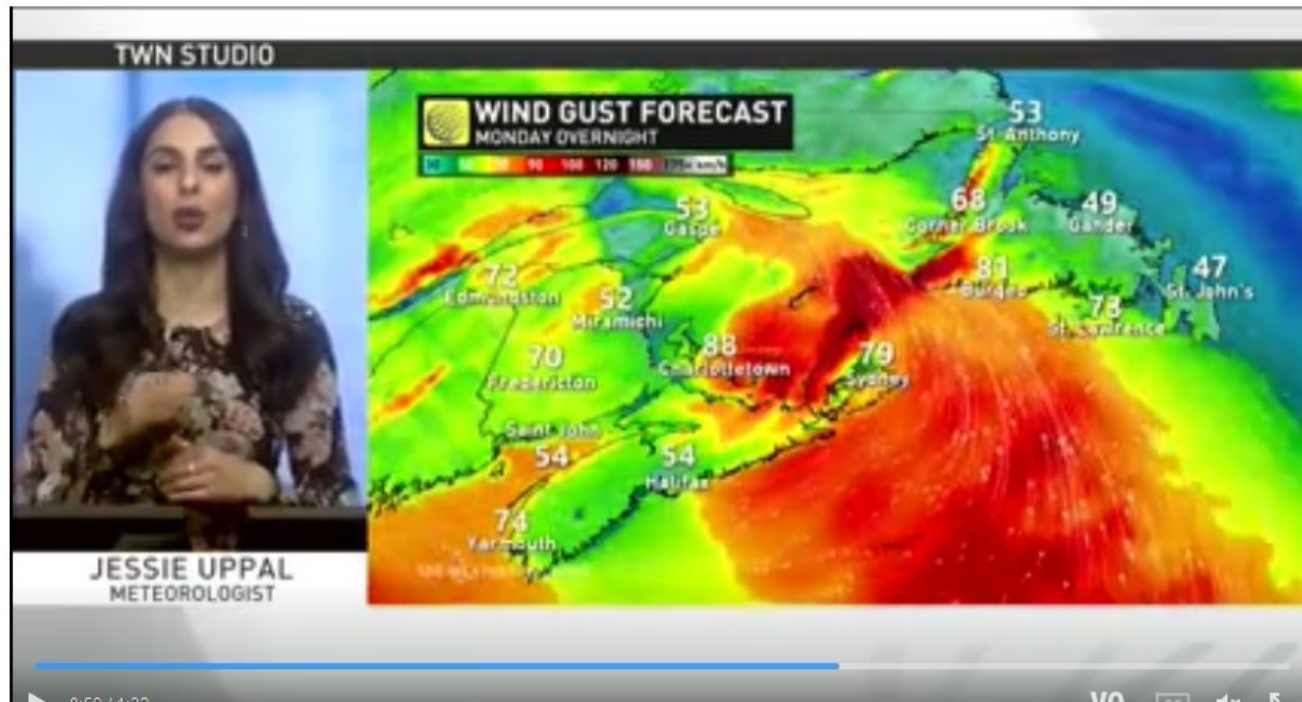 TWN STUDIO
WIND GUST FORECAST
MONDAY OVERNIGHT
90 100 120 150
53
St. Anthony
53
Gaspe
68
Corner Brook
49
Gander
72
Edmundston
52
Miramichi
81
Burgeo
47
St. John's
73
St. Lawrence
70
Fredericton
88
Charlottetown
79
Sydney
Saint John
54
54
Halifax
74
Yarmouth
JESSIE UPPAL
METEOROLOGIST